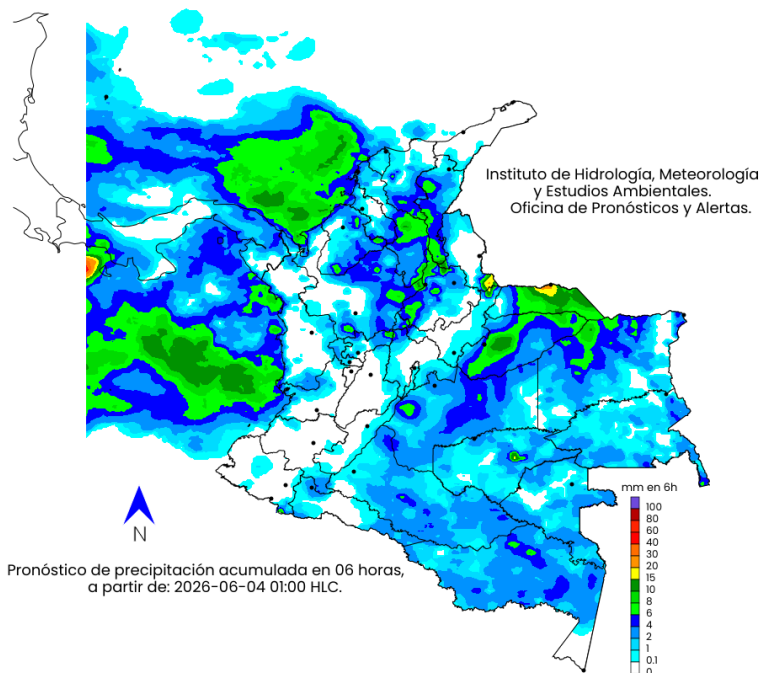 Instituto de Hidrología, Meteorología
y Estudios Ambientales.
Oficina de Pronósticos y Alertas.
N
Pronóstico de precipitación acumulada en 06 horas,
a partir de: 2026-06-04 01:00 HLC.
mm en 6h
100
80
60
40
30
20
15
10
8
6
4
2
1
0.1
0